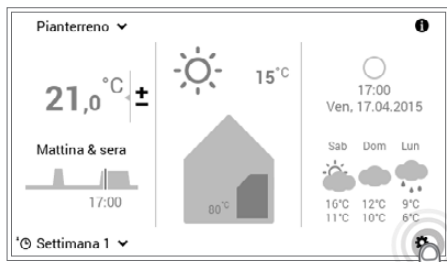 Pianterreno
21,0 °C ±
Mattina & sera
17:00
Settimana 1
15°C
80°C
17:00
Ven, 17.04.2015
Sab Dom Lun
16°C 12°C 9°C
11°C 10°C 6°C